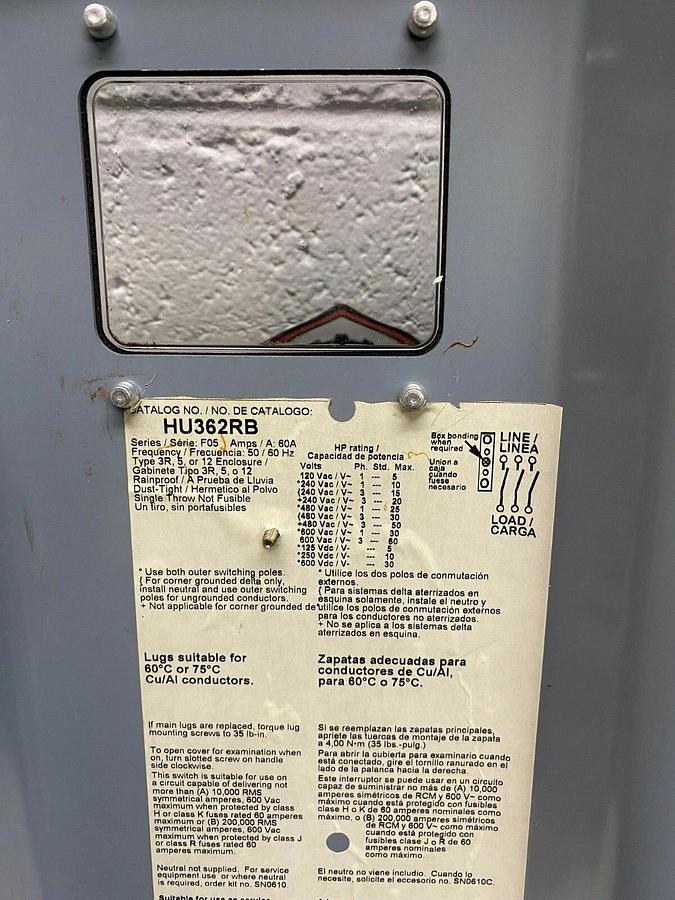 CATALOG NO. / NO. DE CATALOGO:
HU362RB
Series / Série: F05 Amps / A: 60A
Frequency / Frecuencia: 50 / 60 Hz
Type 3R, 5, or 12 Enclosure /
Gabinete Tipo 3R, 5, o 12
Rainproof / A Prueba de Lluvia
Dust-Tight / Hermetico al Polvo
Single Throw Not Fusible
Un tiro, sin portafusibles
HP rating /
Capacidad de potencia
Volts Ph. Std. Max.
120 Vac / V~ 1 --- 5
*240 Vac / V~ 1 --- 10
{240 Vac / V~ 3 --- 15
+240 Vac / V~ 3 --- 20
*480 Vac / V~ 1 --- 25
{480 Vac / V~ 3 --- 30
+480 Vac / V~ 3 --- 50
*600 Vac / V~ 1 --- 30
600 Vac / V~ 3 --- 60
*125 Vdc / V- --- 5
*250 Vdc / V- --- 10
*600 Vdc / V- --- 30
Box bonding
when
required
Union a
caja
cuando
fuese
necesario
LINE /
LINEA
LOAD /
CARGA
* Use both outer switching poles.
{ For corner grounded delta only,
install neutral and use outer switching
poles for ungrounded conductors.
+ Not applicable for corner grounded de
* Utilice los dos polos de conmutación
externos.
{ Para sistemas delta aterrizados en
esquina solamente, instale el neutro y
utilice los polos de conmutación externos
para los conductores no aterrizados.
+ No se aplica a los sistemas delta
aterrizados en esquina.
Lugs suitable for
60°C or 75°C
Cu/Al conductors.
Zapatas adecuadas para
conductores de Cu/Al,
para 60°C o 75°C.
If main lugs are replaced, torque lug
mounting screws to 35 lb-in.
To open cover for examination when
on, turn slotted screw on handle
side clockwise.
This switch is suitable for use on
a circuit capable of delivering not
more than (A) 10,000 RMS
symmetrical amperes, 600 Vac
maximum when protected by class
H or class K fuses rated 60 amperes
maximum or (B) 200,000 RMS
symmetrical amperes, 600 Vac
maximum when protected by class J
or class R fuses rated 60
amperes maximum.
Neutral not supplied. For service
equipment use or where neutral
is required, order kit no. SN0610.
Suitable for use as service
Si se reemplazan las zapatas principales,
apriete las tuercas de montaje de la zapata
a 4,00 N•m (35 lbs.-pulg.)
Para abrir la cubierta para examinarlo cuando
está conectado, gire el tornillo ranurado en el
lado de la palanca hacia la derecha.
Este interruptor se puede usar en un circuito
capaz de suministrar no más de (A) 10,000
amperes simétricos de RCM y 600 V~ como
máximo cuando está protegido con fusibles
clase H o K de 60 amperes nominales como
máximo, o (B) 200,000 amperes simétricos
de RCM y 600 V~ como máximo
cuando está protegido con
fusibles clase J o R de 60
amperes nominales
como máximo.
El neutro no viene includio. Cuando lo
necesite, solicite el accesorio no. SN0610C.